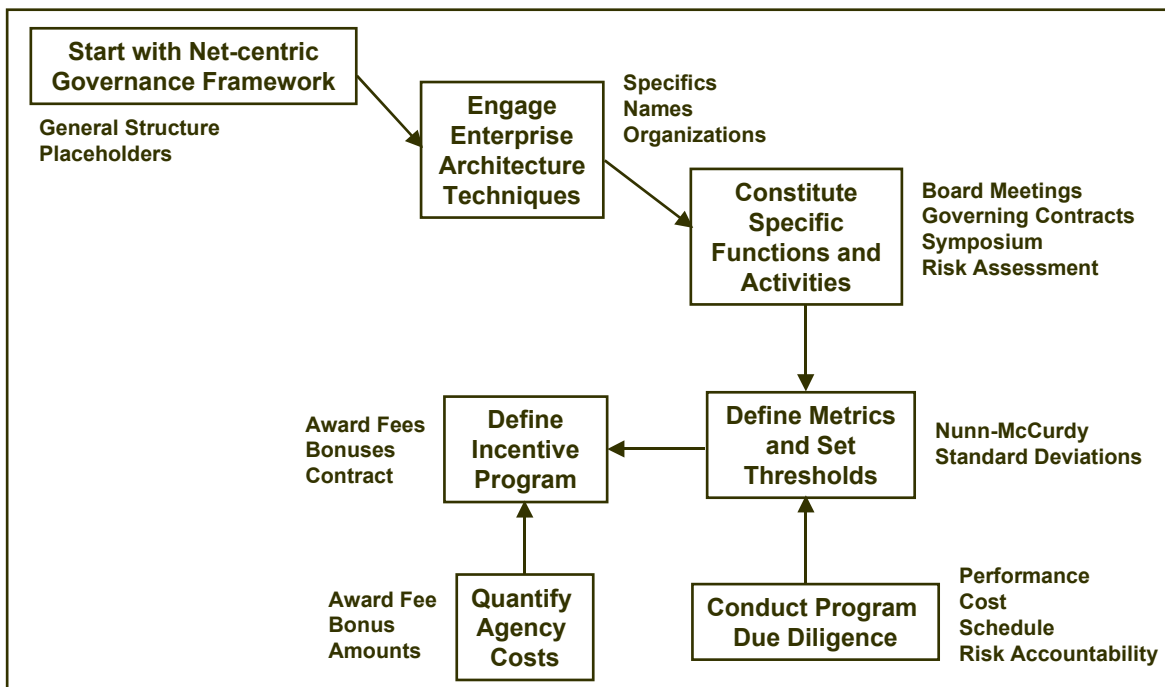 Start with Net-centric
Governance Framework
General Structure
Placeholders
Engage
Enterprise
Architecture
Techniques
Specifics
Names
Organizations
Constitute
Specific
Functions and
Activities
Board Meetings
Governing Contracts
Symposium
Risk Assessment
Define Metrics
and Set
Thresholds
Nunn-McCurdy
Standard Deviations
Define
Incentive
Program
Award Fees
Bonuses
Contract
Quantify
Agency
Costs
Award Fee
Bonus
Amounts
Conduct Program
Due Diligence
Performance
Cost
Schedule
Risk Accountability